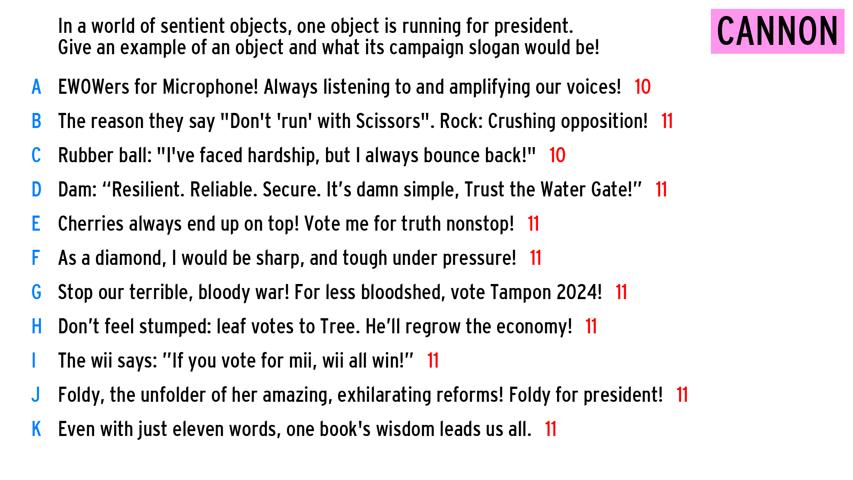 In a world of sentient objects, one object is running for president.
Give an example of an object and what its campaign slogan would be!
CANNON
A EWOWers for Microphone! Always listening to and amplifying our voices! 10
B The reason they say "Don't 'run' with Scissors". Rock: Crushing opposition! 11
C Rubber ball: "I've faced hardship, but I always bounce back!" 10
D Dam: “Resilient. Reliable. Secure. It’s damn simple, Trust the Water Gate!” 11
E Cherries always end up on top! Vote me for truth nonstop! 11
F As a diamond, I would be sharp, and tough under pressure! 11
G Stop our terrible, bloody war! For less bloodshed, vote Tampon 2024! 11
H Don’t feel stumped: leaf votes to Tree. He’ll regrow the economy! 11
I The wii says: ”If you vote for mii, wii all win!” 11
J Foldy, the unfolder of her amazing, exhilarating reforms! Foldy for president! 11
K Even with just eleven words, one book's wisdom leads us all. 11